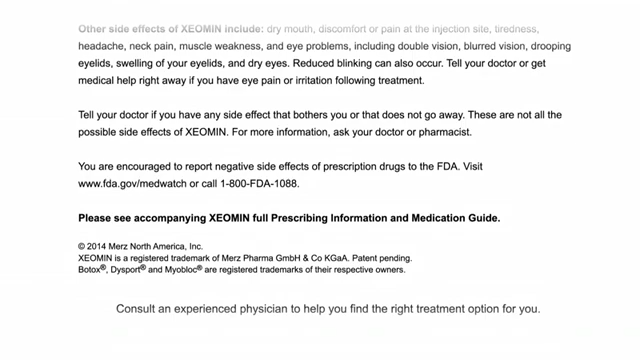 Other side effects of XEOMIN include: dry mouth, discomfort or pain at the injection site, tiredness,
headache, neck pain, muscle weakness, and eye problems, including double vision, blurred vision, drooping
eyelids, swelling of your eyelids, and dry eyes. Reduced blinking can also occur. Tell your doctor or get
medical help right away if you have eye pain or irritation following treatment.
Tell your doctor if you have any side effect that bothers you or that does not go away. These are not all the
possible side effects of XEOMIN. For more information, ask your doctor or pharmacist.
You are encouraged to report negative side effects of prescription drugs to the FDA. Visit
www.fda.gov/medwatch or call 1-800-FDA-1088.
Please see accompanying XEOMIN full Prescribing Information and Medication Guide.
© 2014 Merz North America, Inc.
XEOMIN is a registered trademark of Merz Pharma GmbH & Co KGaA. Patent pending.
Botox®, Dysport® and Myobloc® are registered trademarks of their respective owners.
Consult an experienced physician to help you find the right treatment option for you.